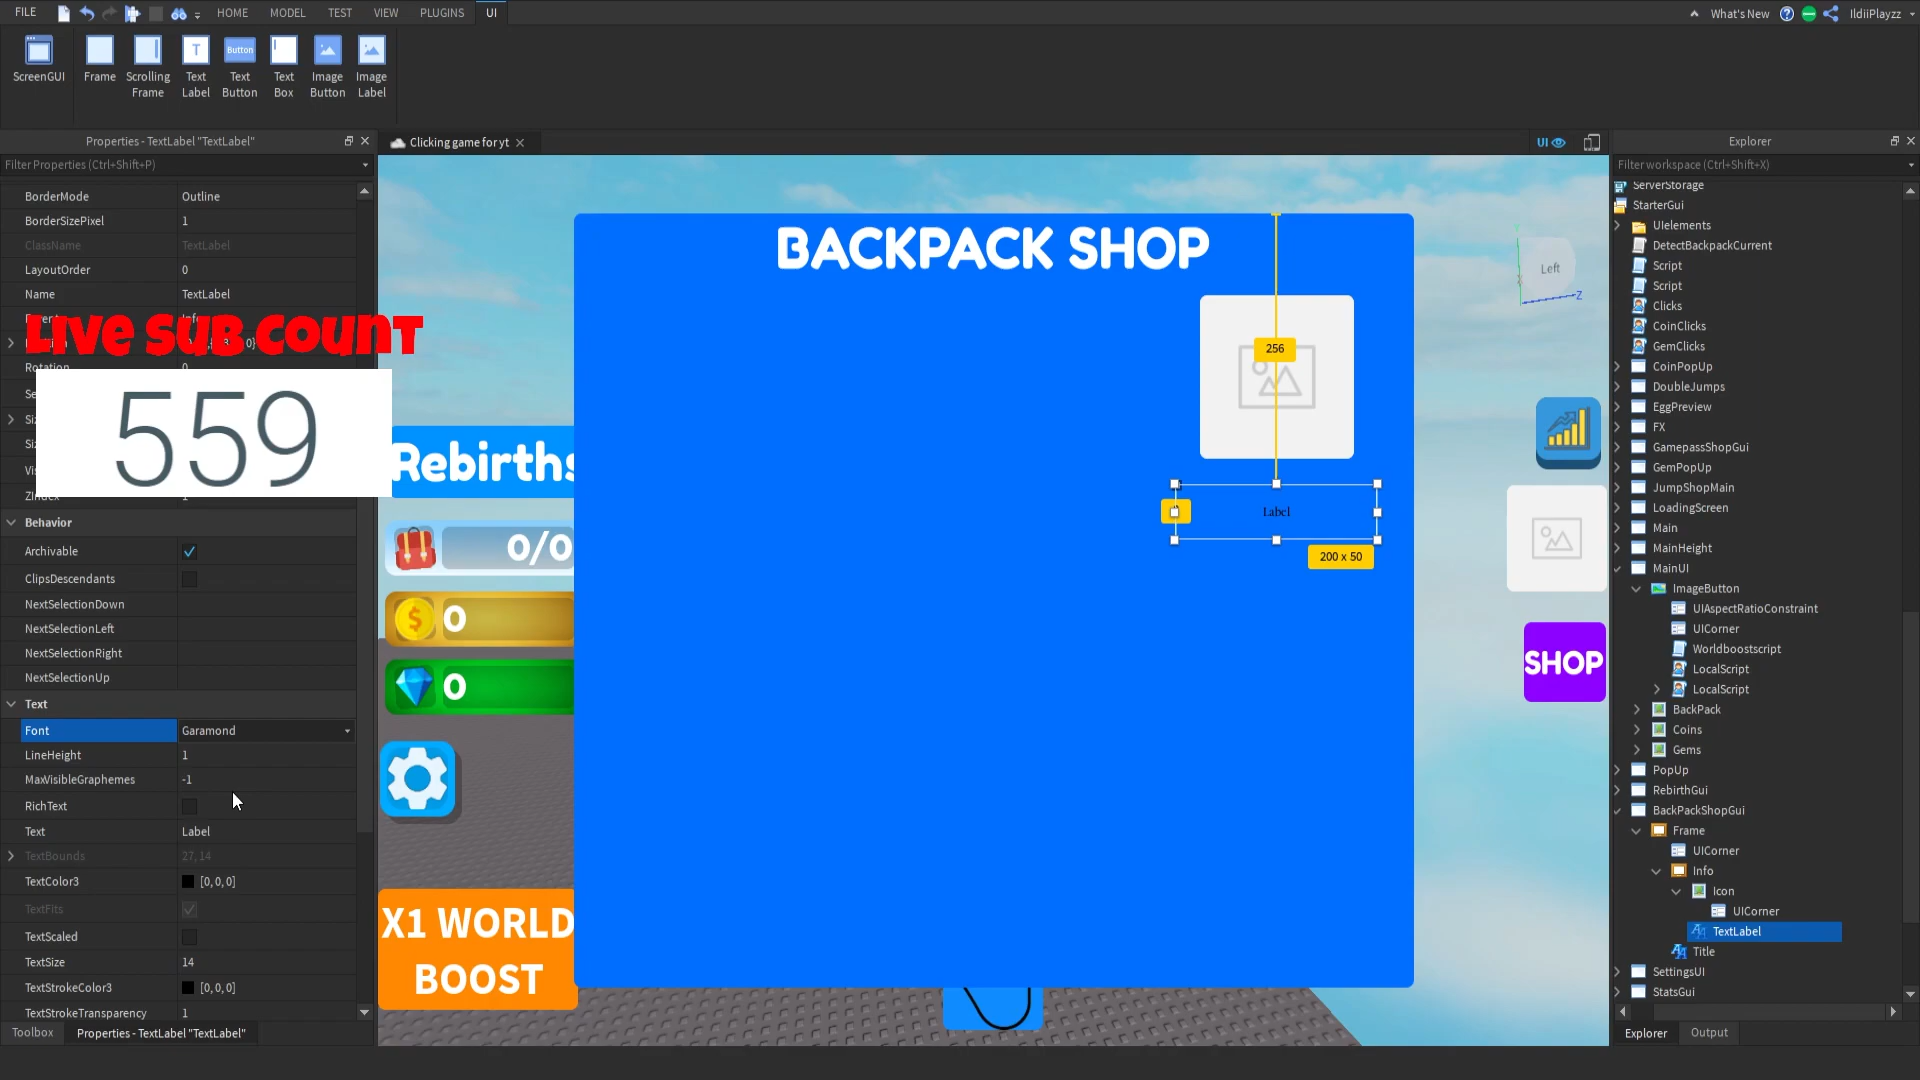 FILE
HOME
MODEL
TEST
VIEW
PLUGINS
UI
What's New
IldiiPlayzz
ScreenGUI
Frame
Scrolling
Frame
T
Text
Label
Button
Text
Button
Text
Box
Image
Button
Image
Label
Properties - TextLabel "TextLabel"
Filter Properties (Ctrl+Shift+P)
BorderMode Outline
BorderSizePixel 1
ClassName TextLabel
LayoutOrder 0
Name TextLabel
LIVE SUB COUNT
Rotation 0
559
ZIndex 1
Behavior
Archivable
ClipsDescendants
NextSelectionDown
NextSelectionLeft
NextSelectionRight
NextSelectionUp
Text
Font Garamond
LineHeight 1
MaxVisibleGraphemes -1
RichText
Text Label
TextBounds 27, 14
TextColor3 [0, 0, 0]
TextFits
TextScaled
TextSize 14
TextStrokeColor3 [0, 0, 0]
TextStrokeTransparency 1
Toolbox
Properties - TextLabel "TextLabel"
Clicking game for yt
UI
BACKPACK SHOP
256
Label
200 x 50
Left
Z
Rebirths
0/0
0
0
X1 WORLD
BOOST
SHOP
Explorer
Filter workspace (Ctrl+Shift+X)
ServerStorage
StarterGui
UIelements
DetectBackpackCurrent
Script
Script
Clicks
CoinClicks
GemClicks
CoinPopUp
DoubleJumps
EggPreview
FX
GamepassShopGui
GemPopUp
JumpShopMain
LoadingScreen
Main
MainHeight
MainUI
ImageButton
UIAspectRatioConstraint
UICorner
Worldboostscript
LocalScript
LocalScript
BackPack
Coins
Gems
PopUp
RebirthGui
BackPackShopGui
Frame
UICorner
Info
Icon
UICorner
TextLabel
Title
SettingsUI
StatsGui
Explorer
Output